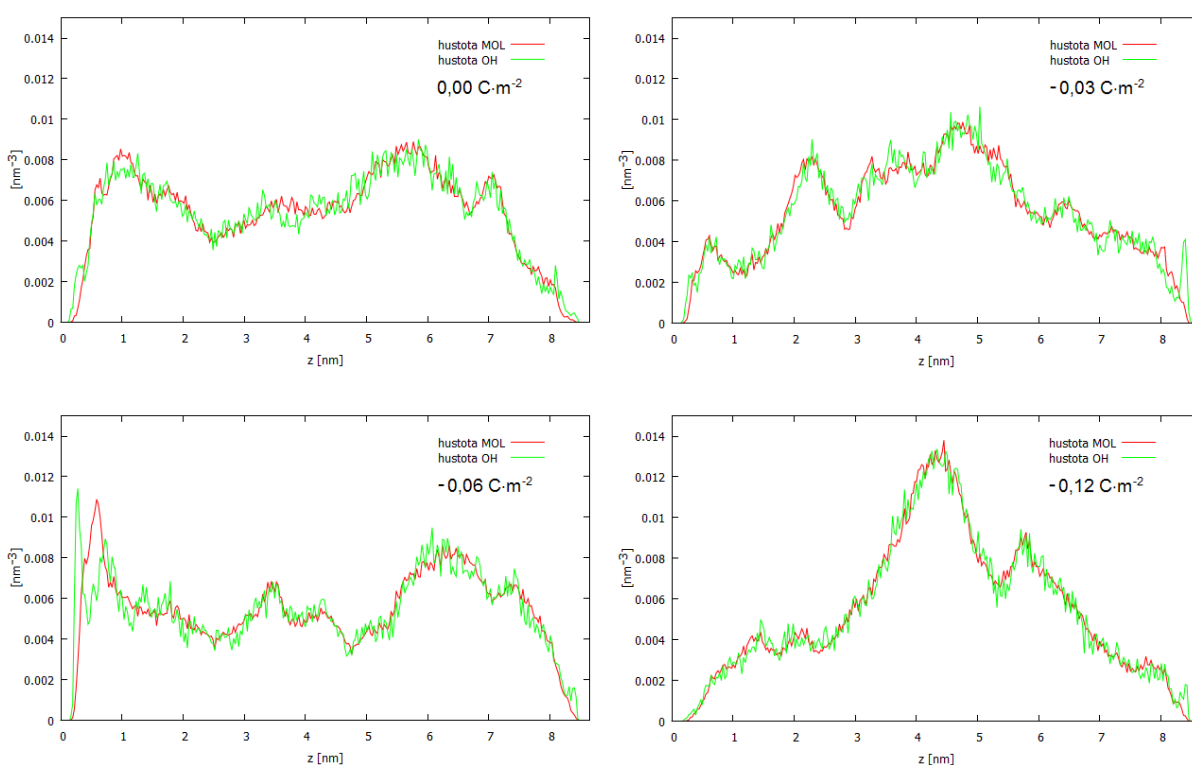 0.014
hustota MOL
hustota OH
0.012
0,00 C·m-2
0.01
[nm−3]
0.008
0.006
0.004
0.002
0
0 1 2 3 4 5 6 7 8
z [nm]
0.014
hustota MOL
hustota OH
0.012
-0,03 C·m-2
0.01
[nm−3]
0.008
0.006
0.004
0.002
0
0 1 2 3 4 5 6 7 8
z [nm]
0.014
hustota MOL
hustota OH
0.012
-0,06 C·m-2
0.01
[nm−3]
0.008
0.006
0.004
0.002
0
0 1 2 3 4 5 6 7 8
z [nm]
0.014
hustota MOL
hustota OH
0.012
-0,12 C·m-2
0.01
[nm−3]
0.008
0.006
0.004
0.002
0
0 1 2 3 4 5 6 7 8
z [nm]